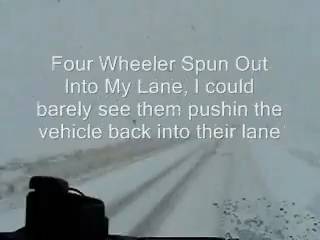 Four Wheeler Spun Out
Into My Lane, I could
barely see them pushin the
vehicle back into their lane